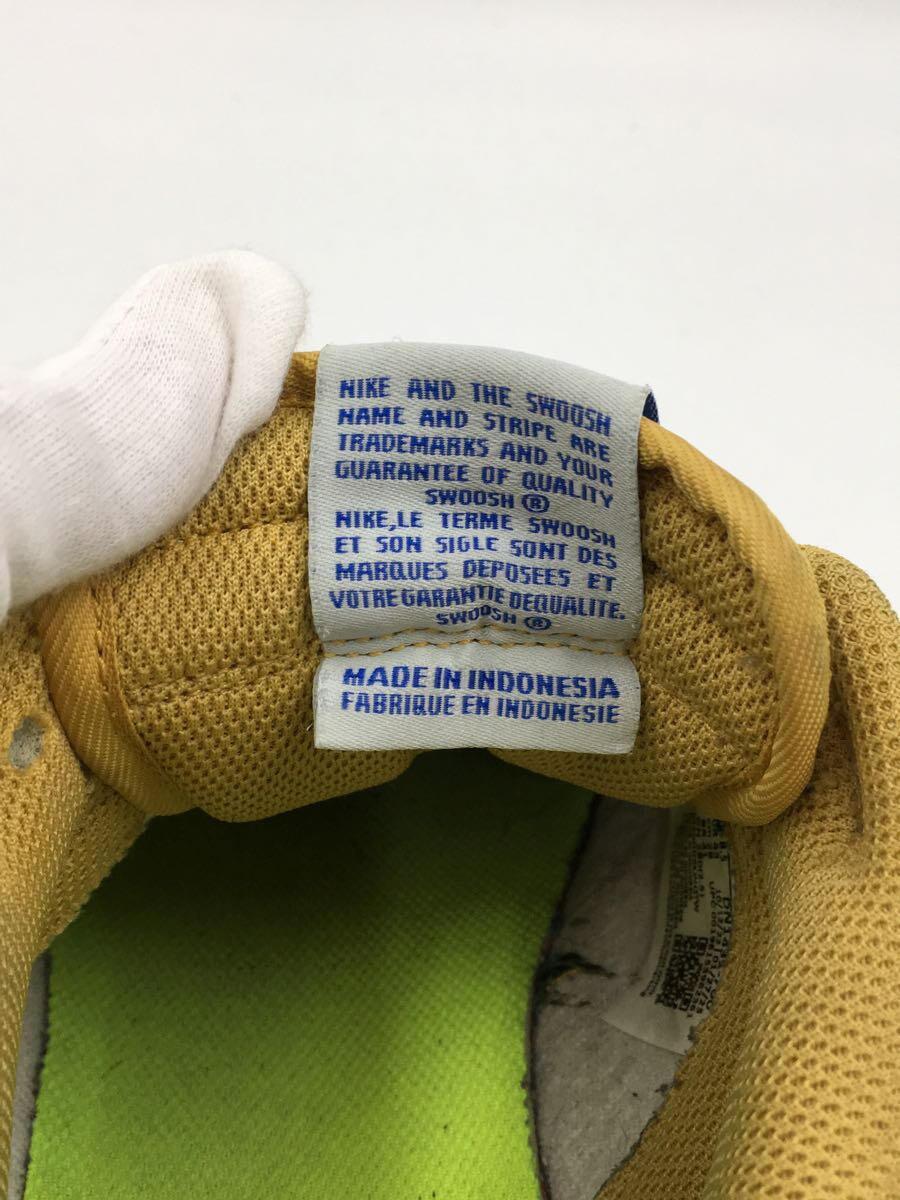 NIKE AND THE SWOOSH
NAME AND STRIPE ARE
TRADEMARKS AND YOUR
GUARANTEE OF QUALITY
SWOOSH ®
NIKE,LE TERME SWOOSH
ET SON SIGLE SONT DES
MARQUES DEPOSEES ET
VOTRE GARANTIE DEQUALITE.
SWOOSH ®
MADE IN INDONESIA
FABRIQUE EN INDONESIE